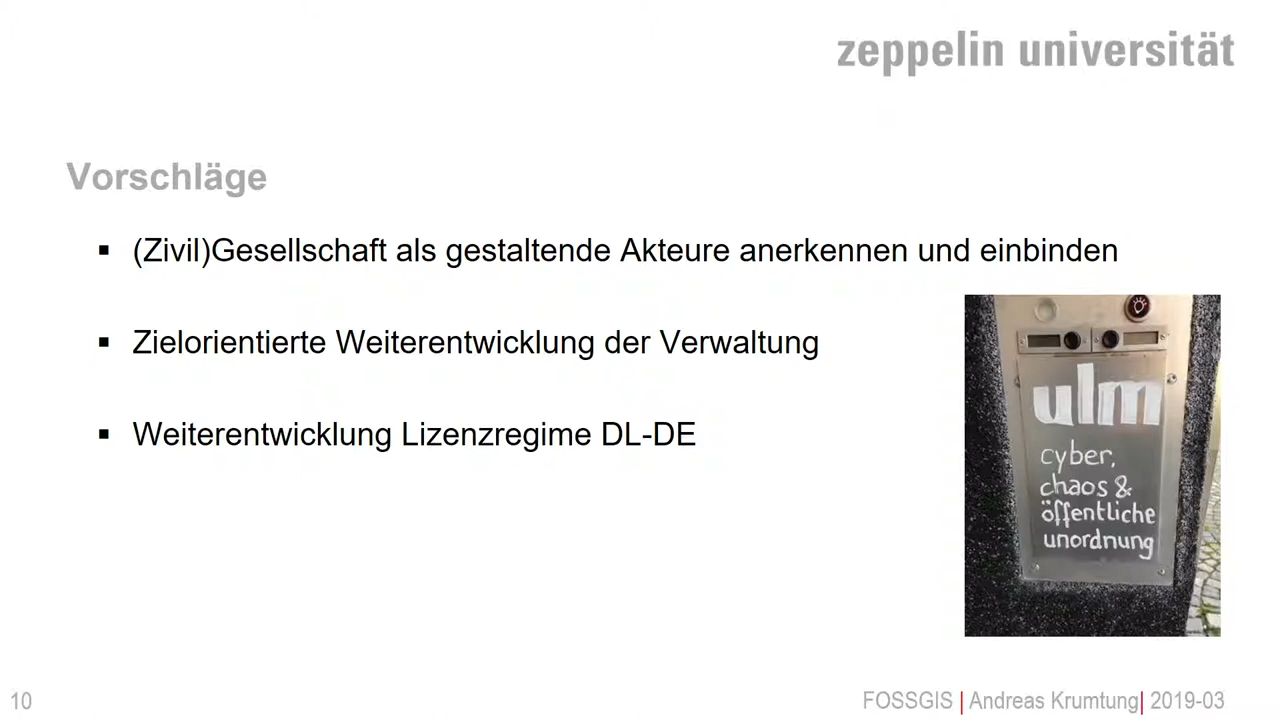 zeppelin universität
Vorschläge
▪ (Zivil)Gesellschaft als gestaltende Akteure anerkennen und einbinden
▪ Zielorientierte Weiterentwicklung der Verwaltung
▪ Weiterentwicklung Lizenzregime DL-DE
ulm
cyber,
chaos &
öffentliche
unordnung
10
FOSSGIS | Andreas Krumtung| 2019-03